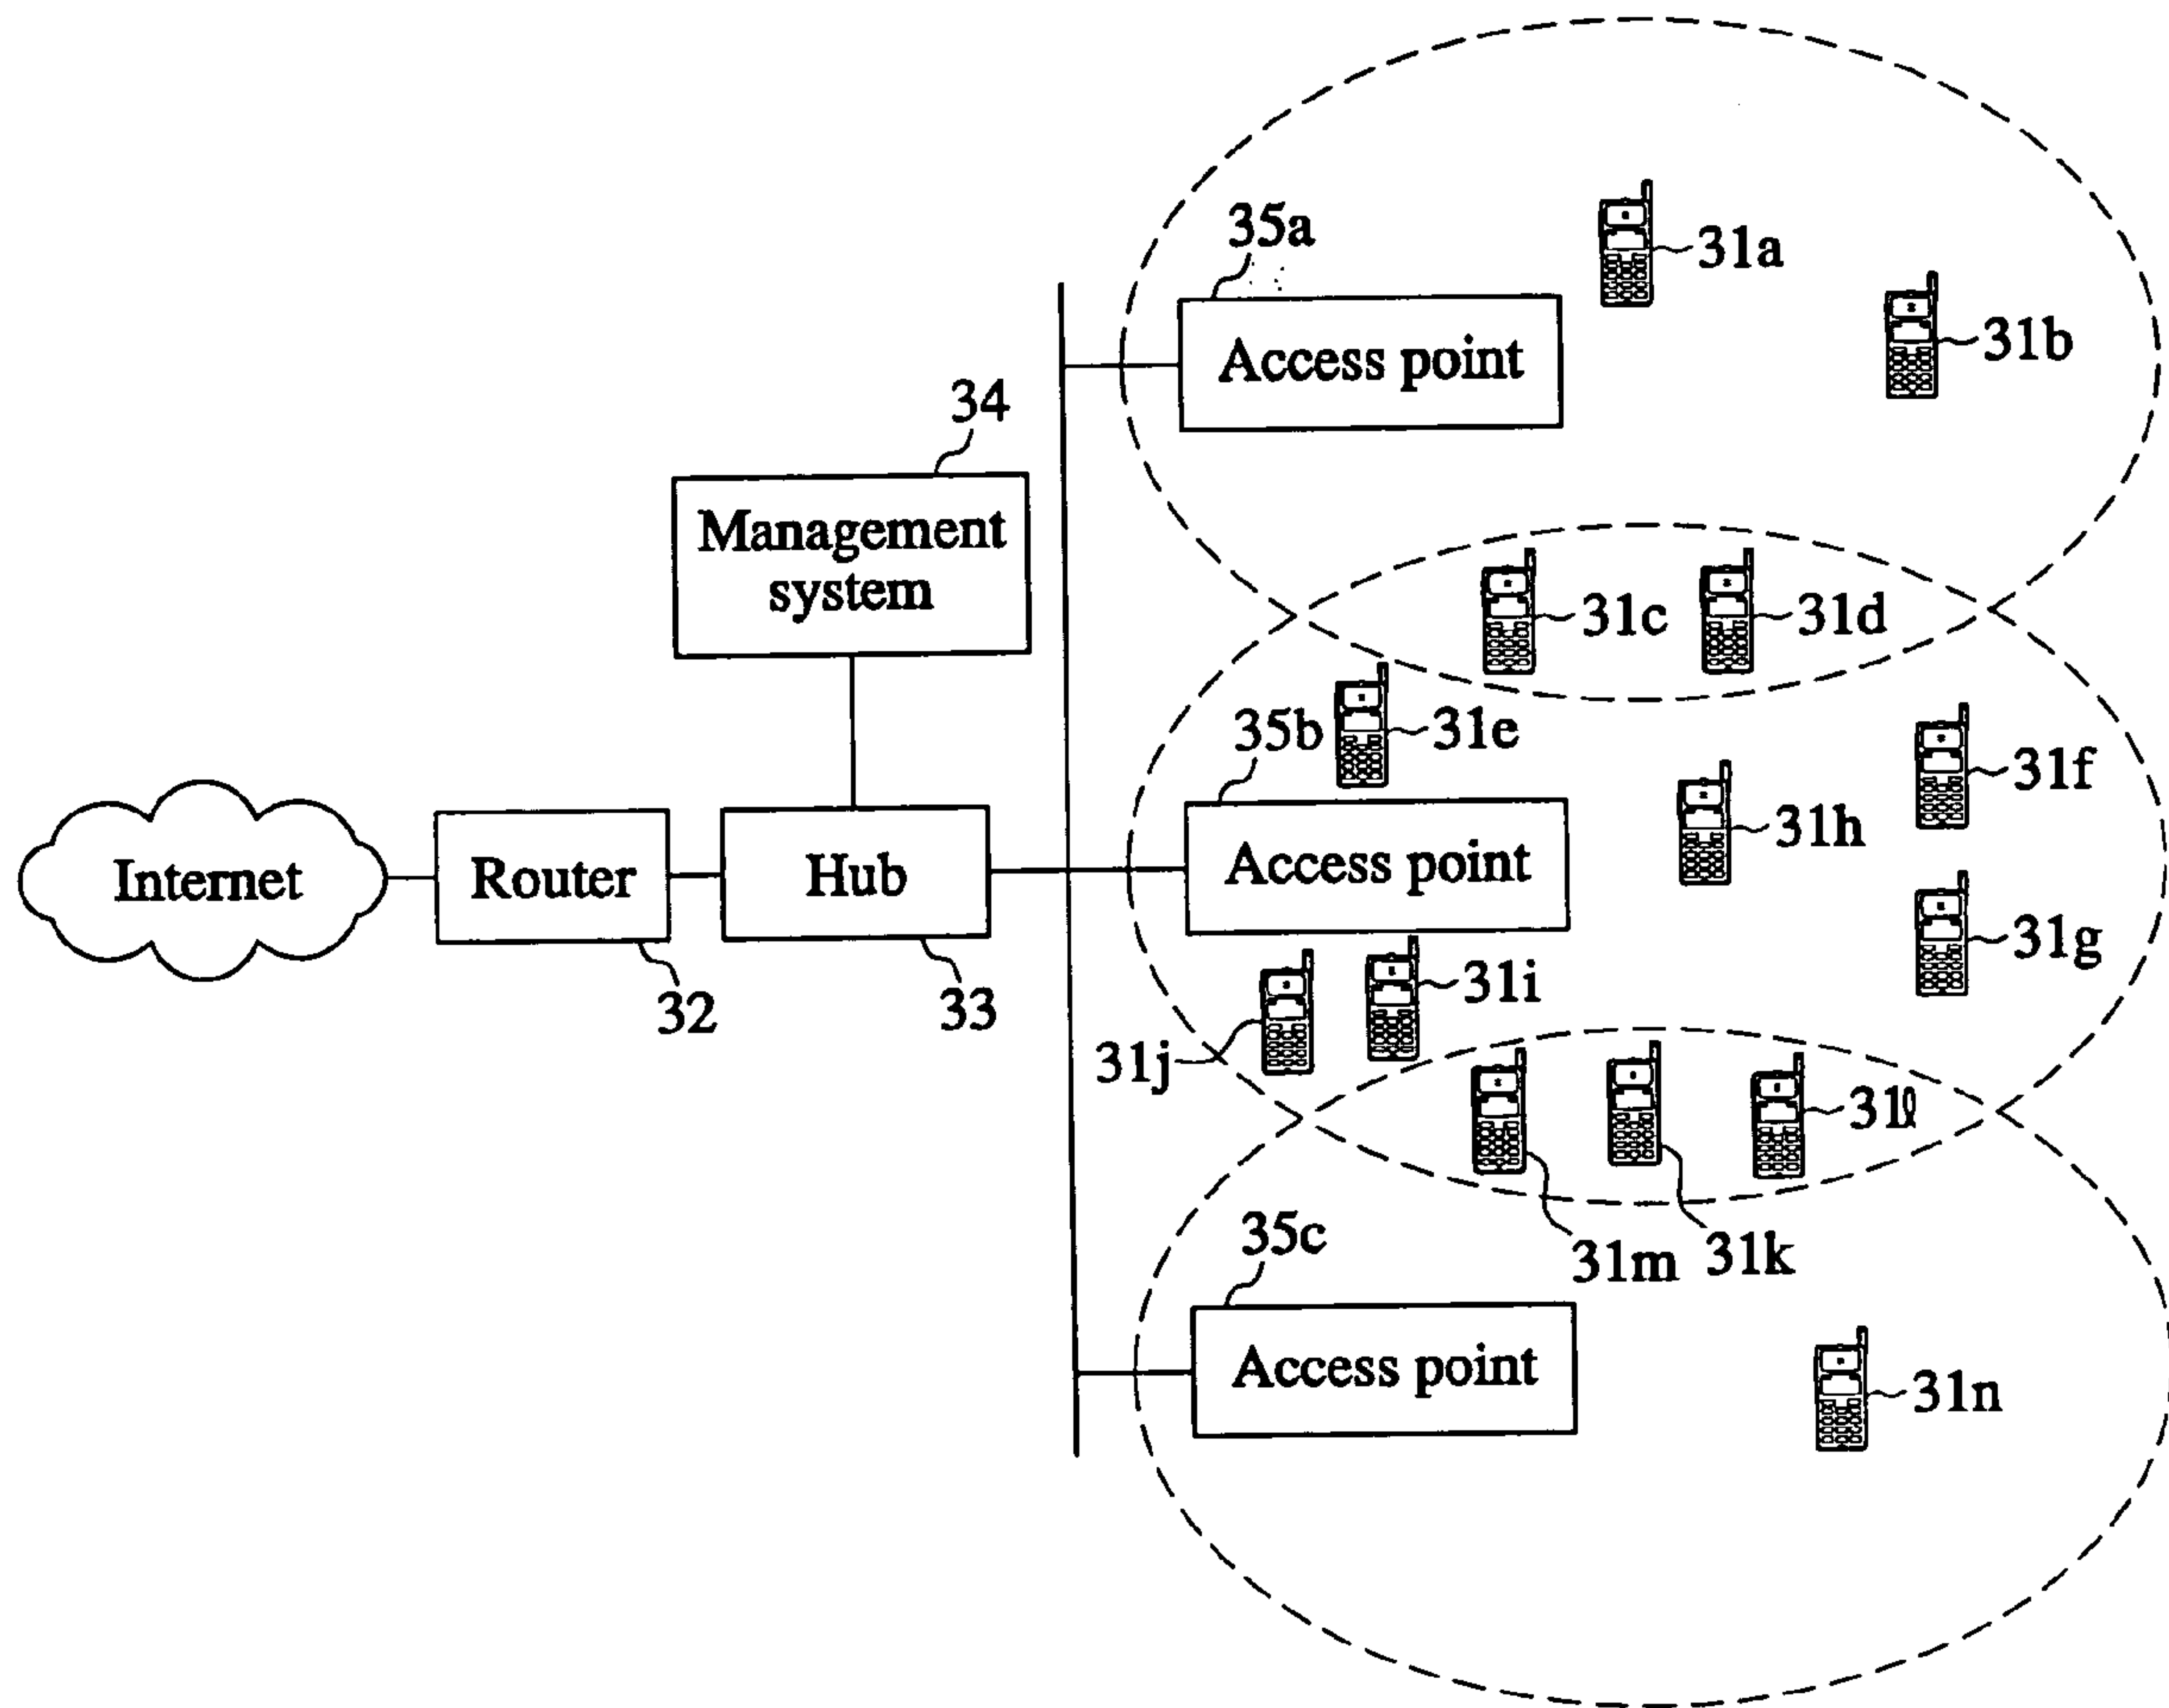 35a
31a
Access point
31b
34
Management
system
31c
31d
35b
31e
31f
31h
Internet
Router
Hub
Access point
31g
32
33
31i
31j
31l
31m
31k
35c
Access point
31n